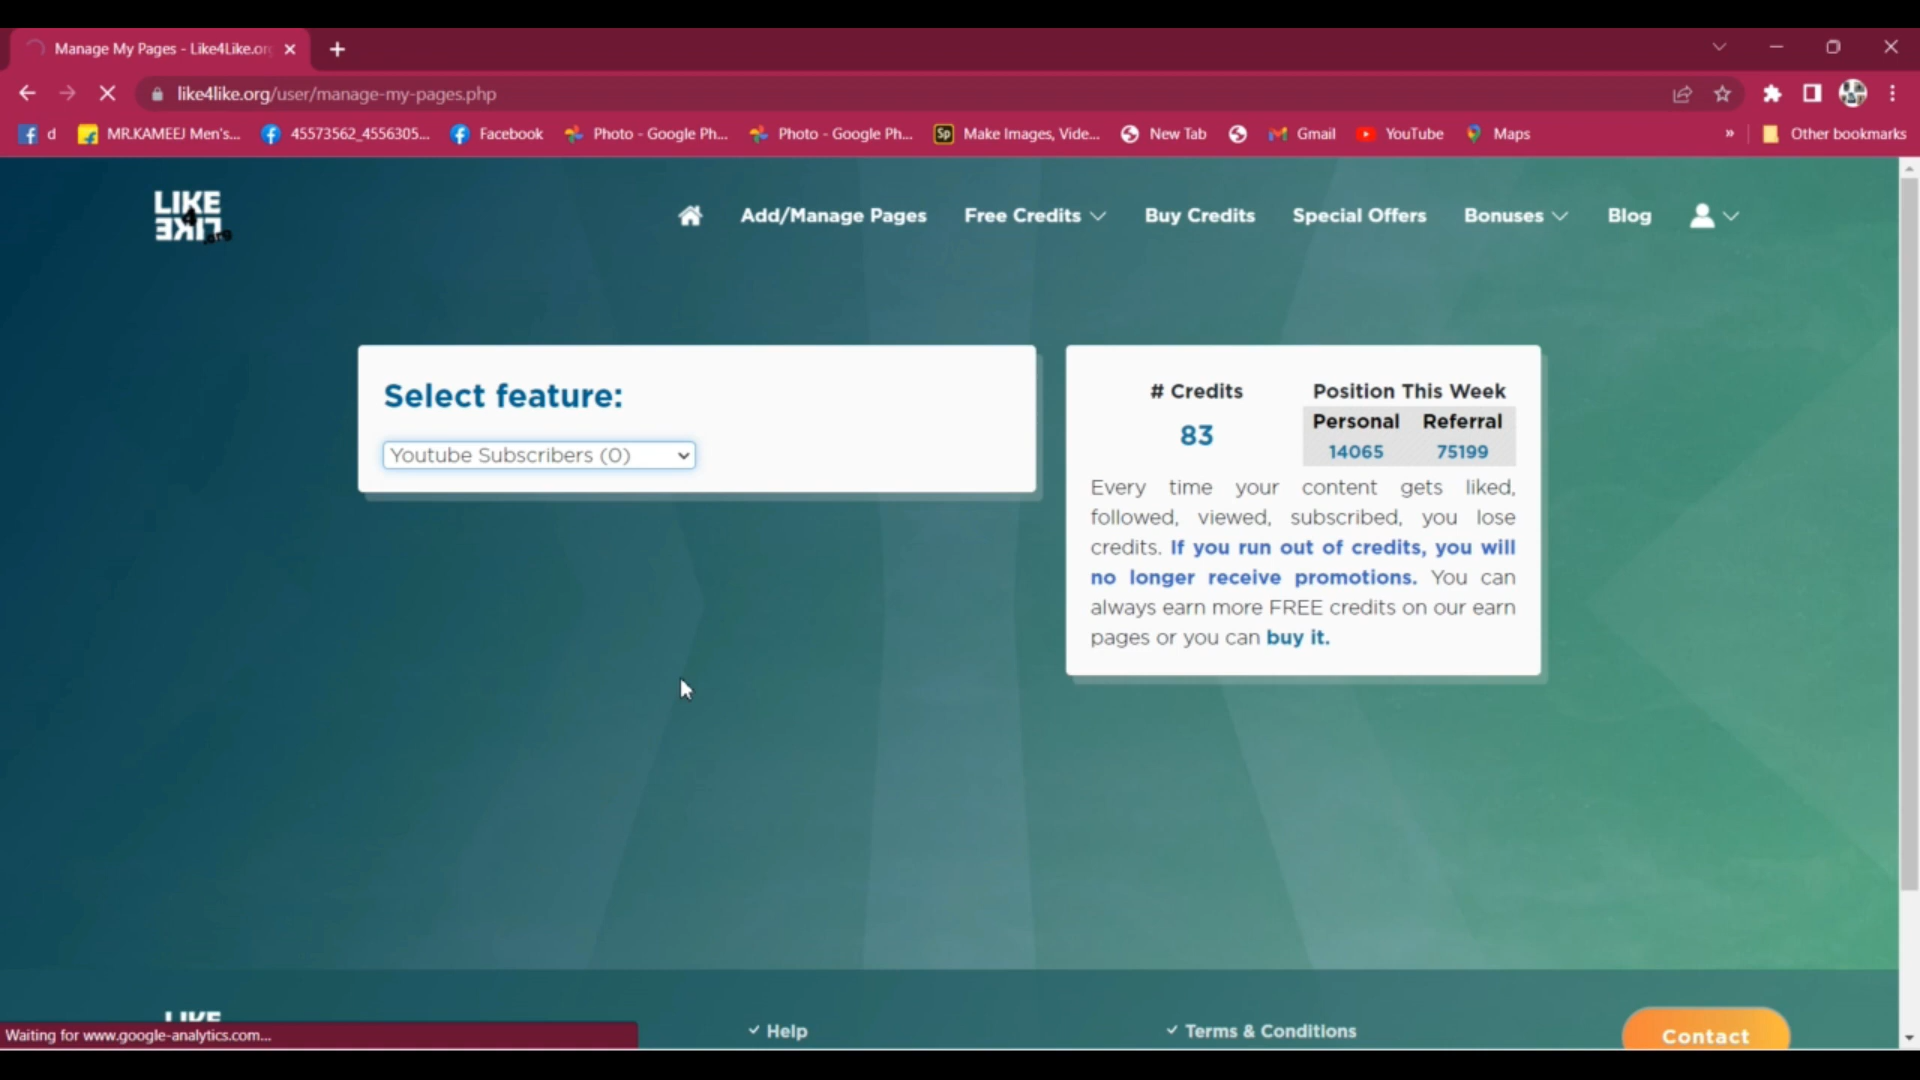 Manage My Pages - Like4Like.or
like4like.org/user/manage-my-pages.php
d MR.KAMEEJ Men's... 45573562_4556305... Facebook Photo - Google Ph... Photo - Google Ph... Sp Make Images, Vide... New Tab Gmail YouTube Maps » Other bookmarks
LIKE
4
LIKE
.org
Add/Manage Pages Free Credits Buy Credits Special Offers Bonuses Blog
Select feature:
Youtube Subscribers (0)
# Credits Position This Week
Personal Referral
83
14065 75199
Every time your content gets liked,
followed, viewed, subscribed, you lose
credits. If you run out of credits, you will
no longer receive promotions. You can
always earn more FREE credits on our earn
pages or you can buy it.
LIKE
Help
Terms & Conditions
Contact
Waiting for www.google-analytics.com...